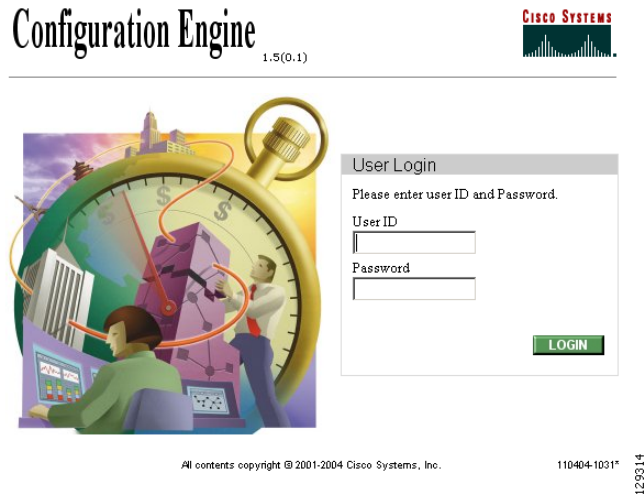 Configuration Engine
1.5(0.1)
CISCO SYSTEMS
$ $ $
User Login
Please enter user ID and Password.
User ID
Password
LOGIN
All contents copyright © 2001-2004 Cisco Systems, Inc.
110404-1031*
129314